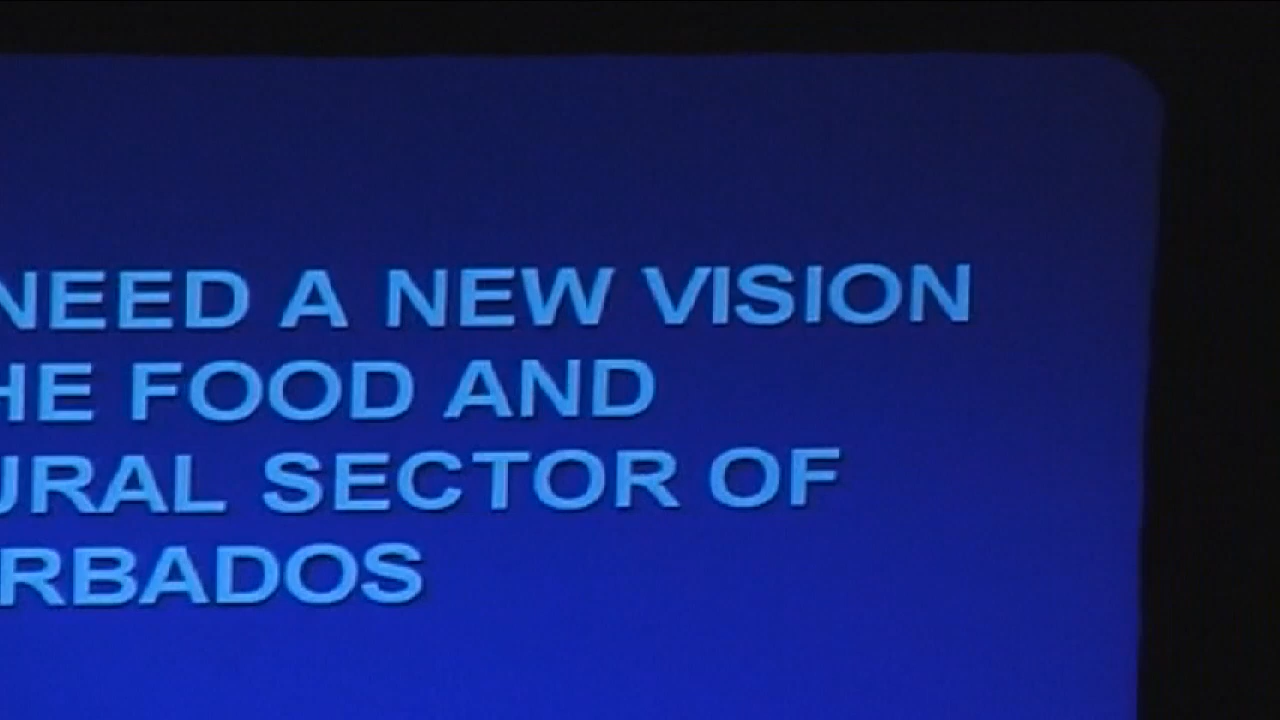 NEED A NEW VISION
HE FOOD AND
URAL SECTOR OF
RBADOS